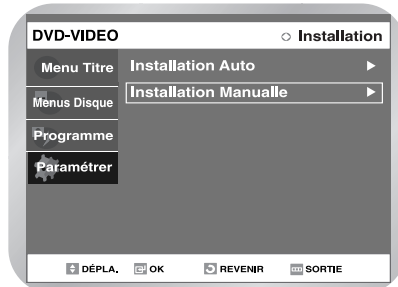 DVD-VIDEO Installation
Menu Titre
Installation Auto
Menus Disque
Installation Manualle
Programme
Paramétrer
DÉPLA. OK REVENIR SORTIE